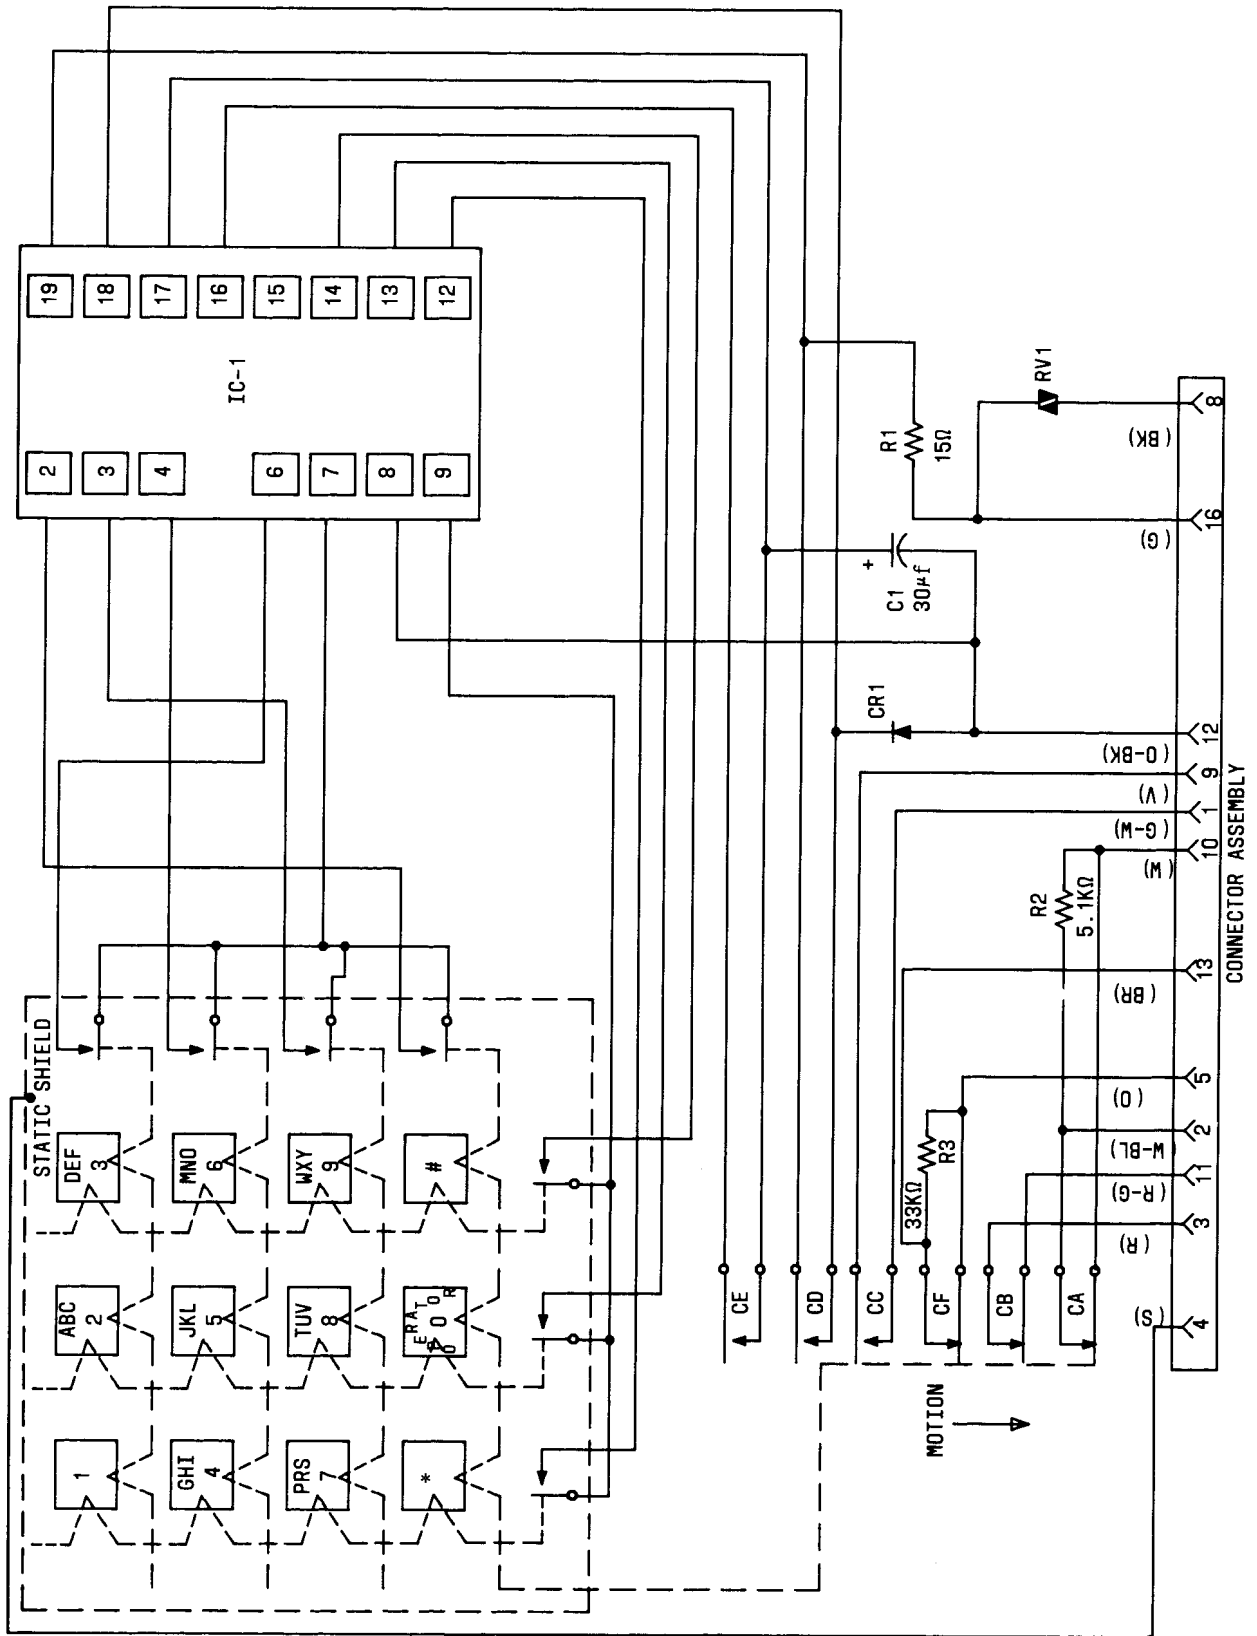 IC-1
19
18
17
16
15
14
13
12
2
3
4
6
7
8
9
STATIC SHIELD
1
ABC
2
DEF
3
GHI
4
JKL
5
MNO
6
PRS
7
TUV
8
WXY
9
*
OPERATOR
0
#
CE
CD
CC
CF
CB
CA
MOTION
R1
15Ω
RV1
C1
30µf
+
CR1
R2
5.1KΩ
R3
33KΩ
(S)
(R)
(R-G)
(W-BL)
(O)
(BR)
(W)
(G-W)
(V)
(O-BK)
(G)
(BK)
4
3
11
2
5
13
10
1
9
12
16
8
CONNECTOR ASSEMBLY